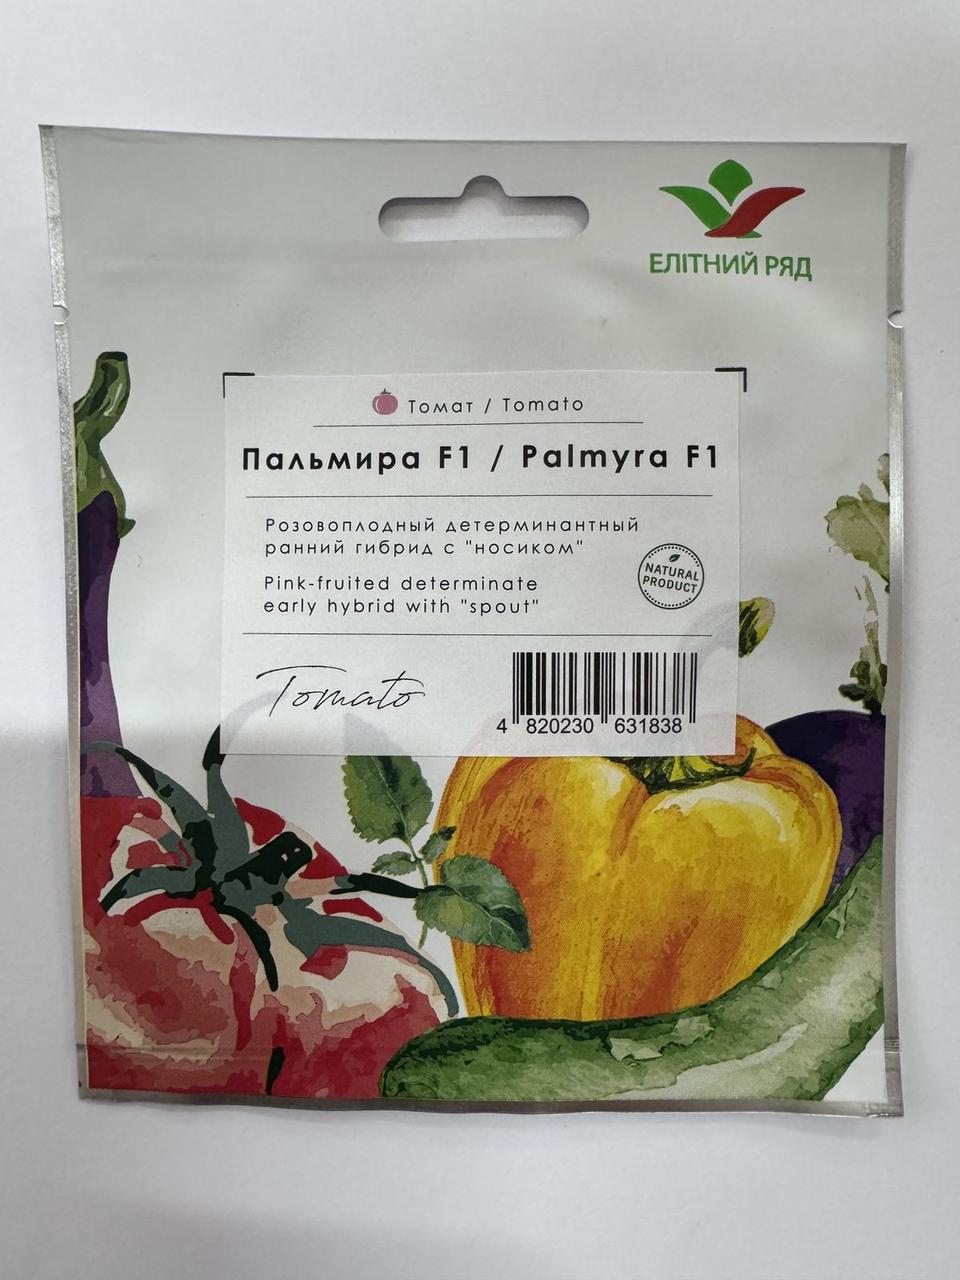 ЕЛІТНИЙ РЯД
Томат / Tomato
Пальмира F1 / Palmyra F1
Розовоплодный детерминантный
ранний гибрид с "носиком"
Pink-fruited determinate
early hybrid with "spout"
NATURAL
PRODUCT
Tomato
4 820230 631838